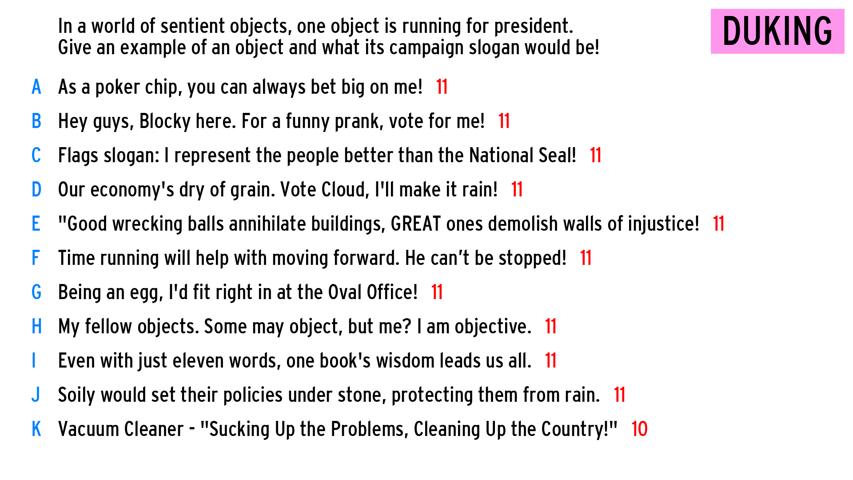 In a world of sentient objects, one object is running for president.
Give an example of an object and what its campaign slogan would be!
DUKING
A As a poker chip, you can always bet big on me! 11
B Hey guys, Blocky here. For a funny prank, vote for me! 11
C Flags slogan: I represent the people better than the National Seal! 11
D Our economy's dry of grain. Vote Cloud, I'll make it rain! 11
E "Good wrecking balls annihilate buildings, GREAT ones demolish walls of injustice! 11
F Time running will help with moving forward. He can’t be stopped! 11
G Being an egg, I'd fit right in at the Oval Office! 11
H My fellow objects. Some may object, but me? I am objective. 11
I Even with just eleven words, one book's wisdom leads us all. 11
J Soily would set their policies under stone, protecting them from rain. 11
K Vacuum Cleaner - "Sucking Up the Problems, Cleaning Up the Country!" 10